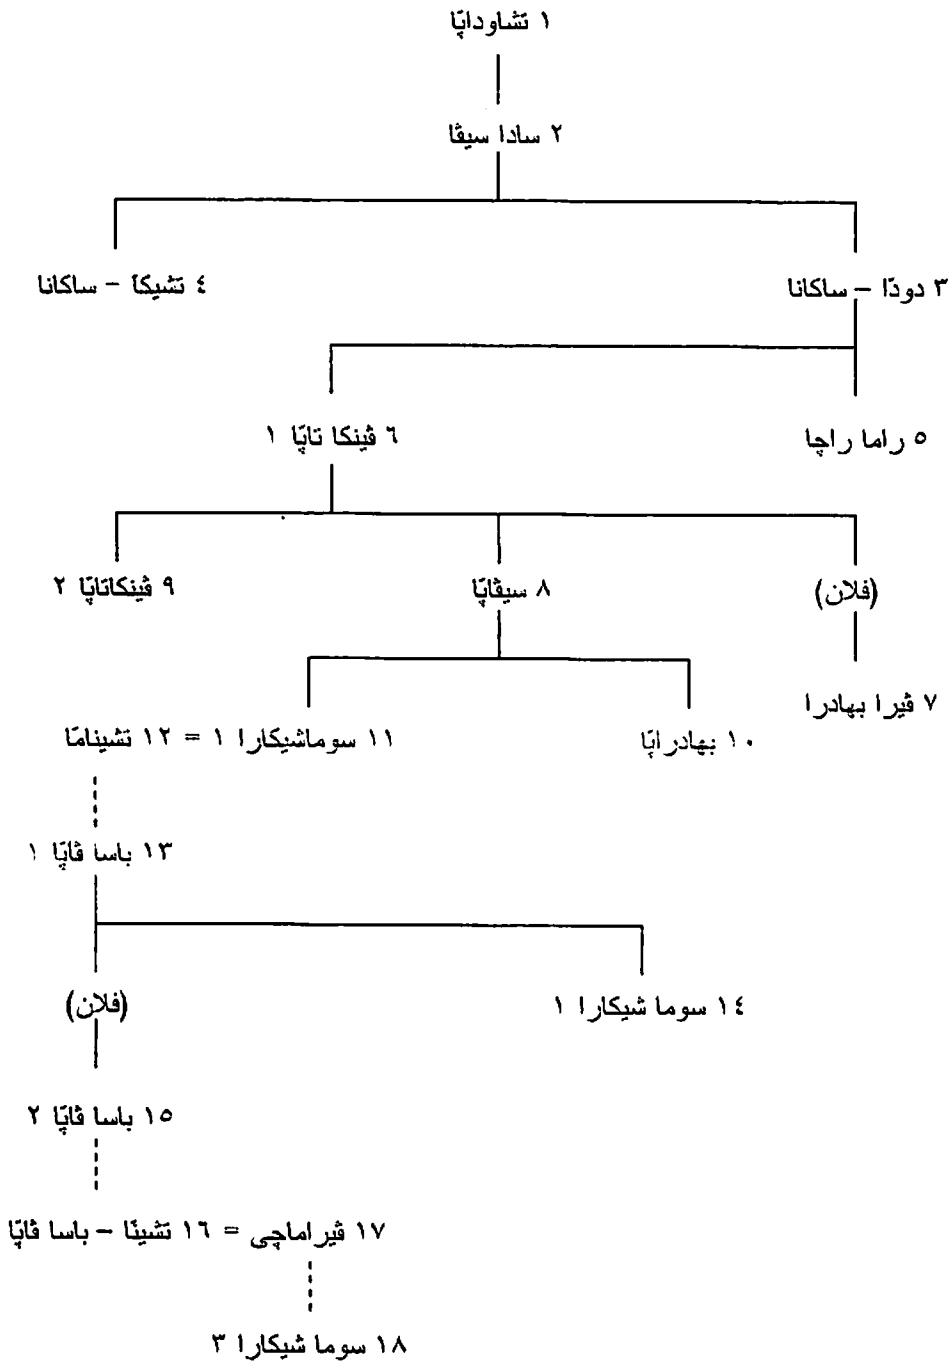 ١ تشاوداپّا
٢ سادا سيڤا
٣ دودّا – ساكانا
٤ تشيكّا – ساكانا
٥ راما راچا
٦ ڤينكا تاپّا ١
(فلان)
٨ سيڤاپّا
٩ ڤينكاتاپّا ٢
٧ ڤيرا بهادرا
١٠ بهادراپّا
١١ سوماشيكارا ١ = ١٢ تشينامّا
١٣ باسا ڤاپّا ١
١٤ سوما شيكارا ١
(فلان)
١٥ باسا ڤاپّا ٢
١٧ ڤيراماچى = ١٦ تشينّا – باسا ڤاپّا
١٨ سوما شيكارا ٣